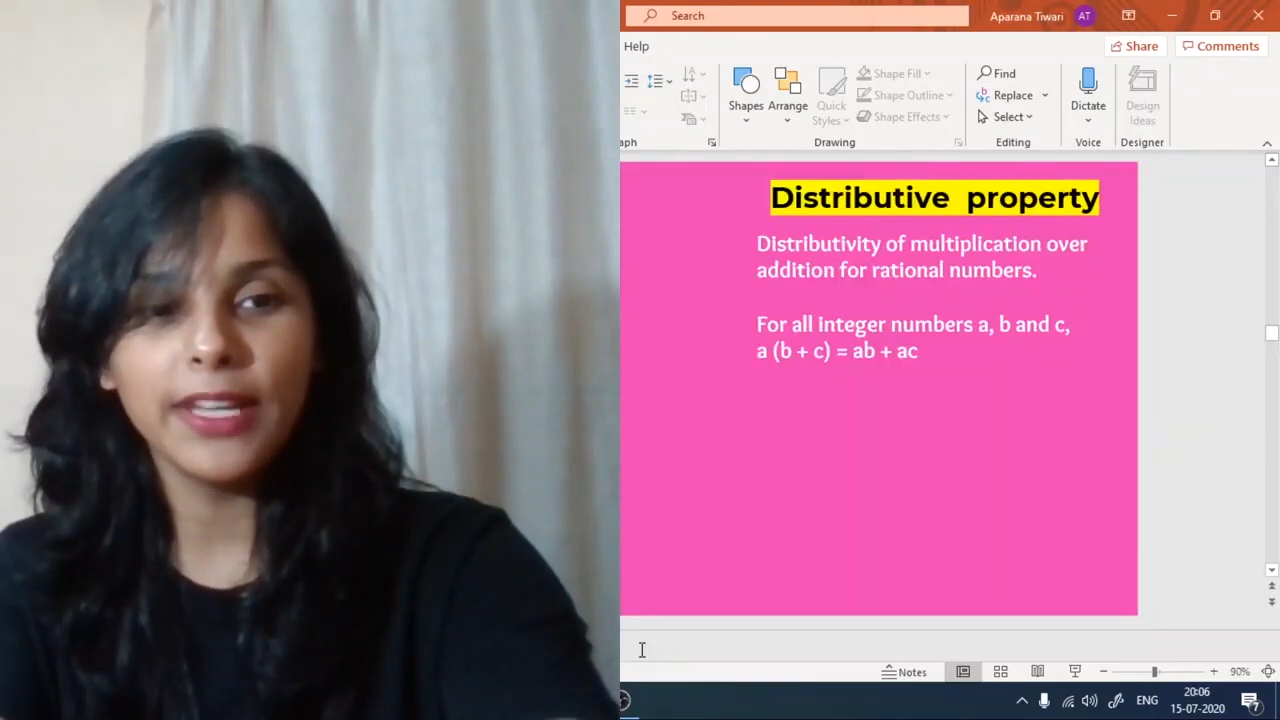 Search
Aparana Tiwari
AT
Help
Share
Comments
Shapes
Arrange
Quick
Styles
Shape Fill
Shape Outline
Shape Effects
Find
Replace
Select
Dictate
Design
Ideas
aph
Drawing
Editing
Voice
Designer
Distributive property
Distributivity of multiplication over
addition for rational numbers.
For all integer numbers a, b and c,
a (b + c) = ab + ac
Notes
90%
ENG
20:06
15-07-2020
7